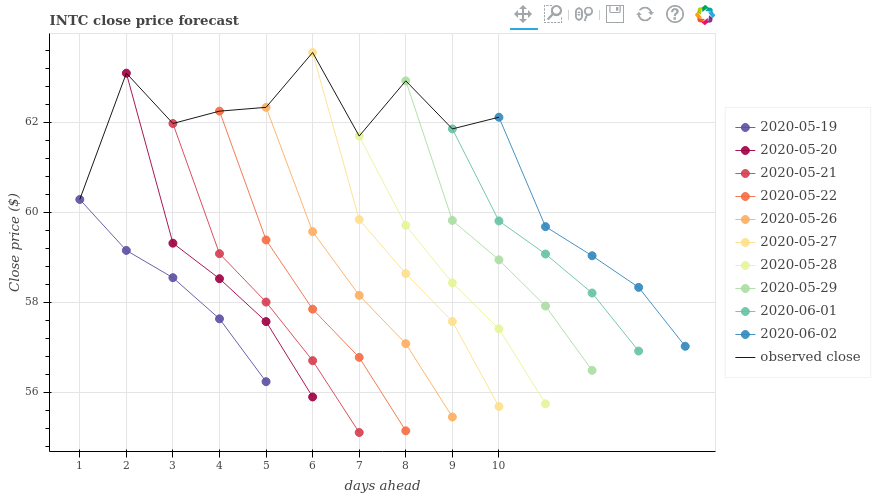 INTC close price forecast
Close price ($)
62
60
58
56
1 2 3 4 5 6 7 8 9 10
days ahead
2020-05-19
2020-05-20
2020-05-21
2020-05-22
2020-05-26
2020-05-27
2020-05-28
2020-05-29
2020-06-01
2020-06-02
observed close